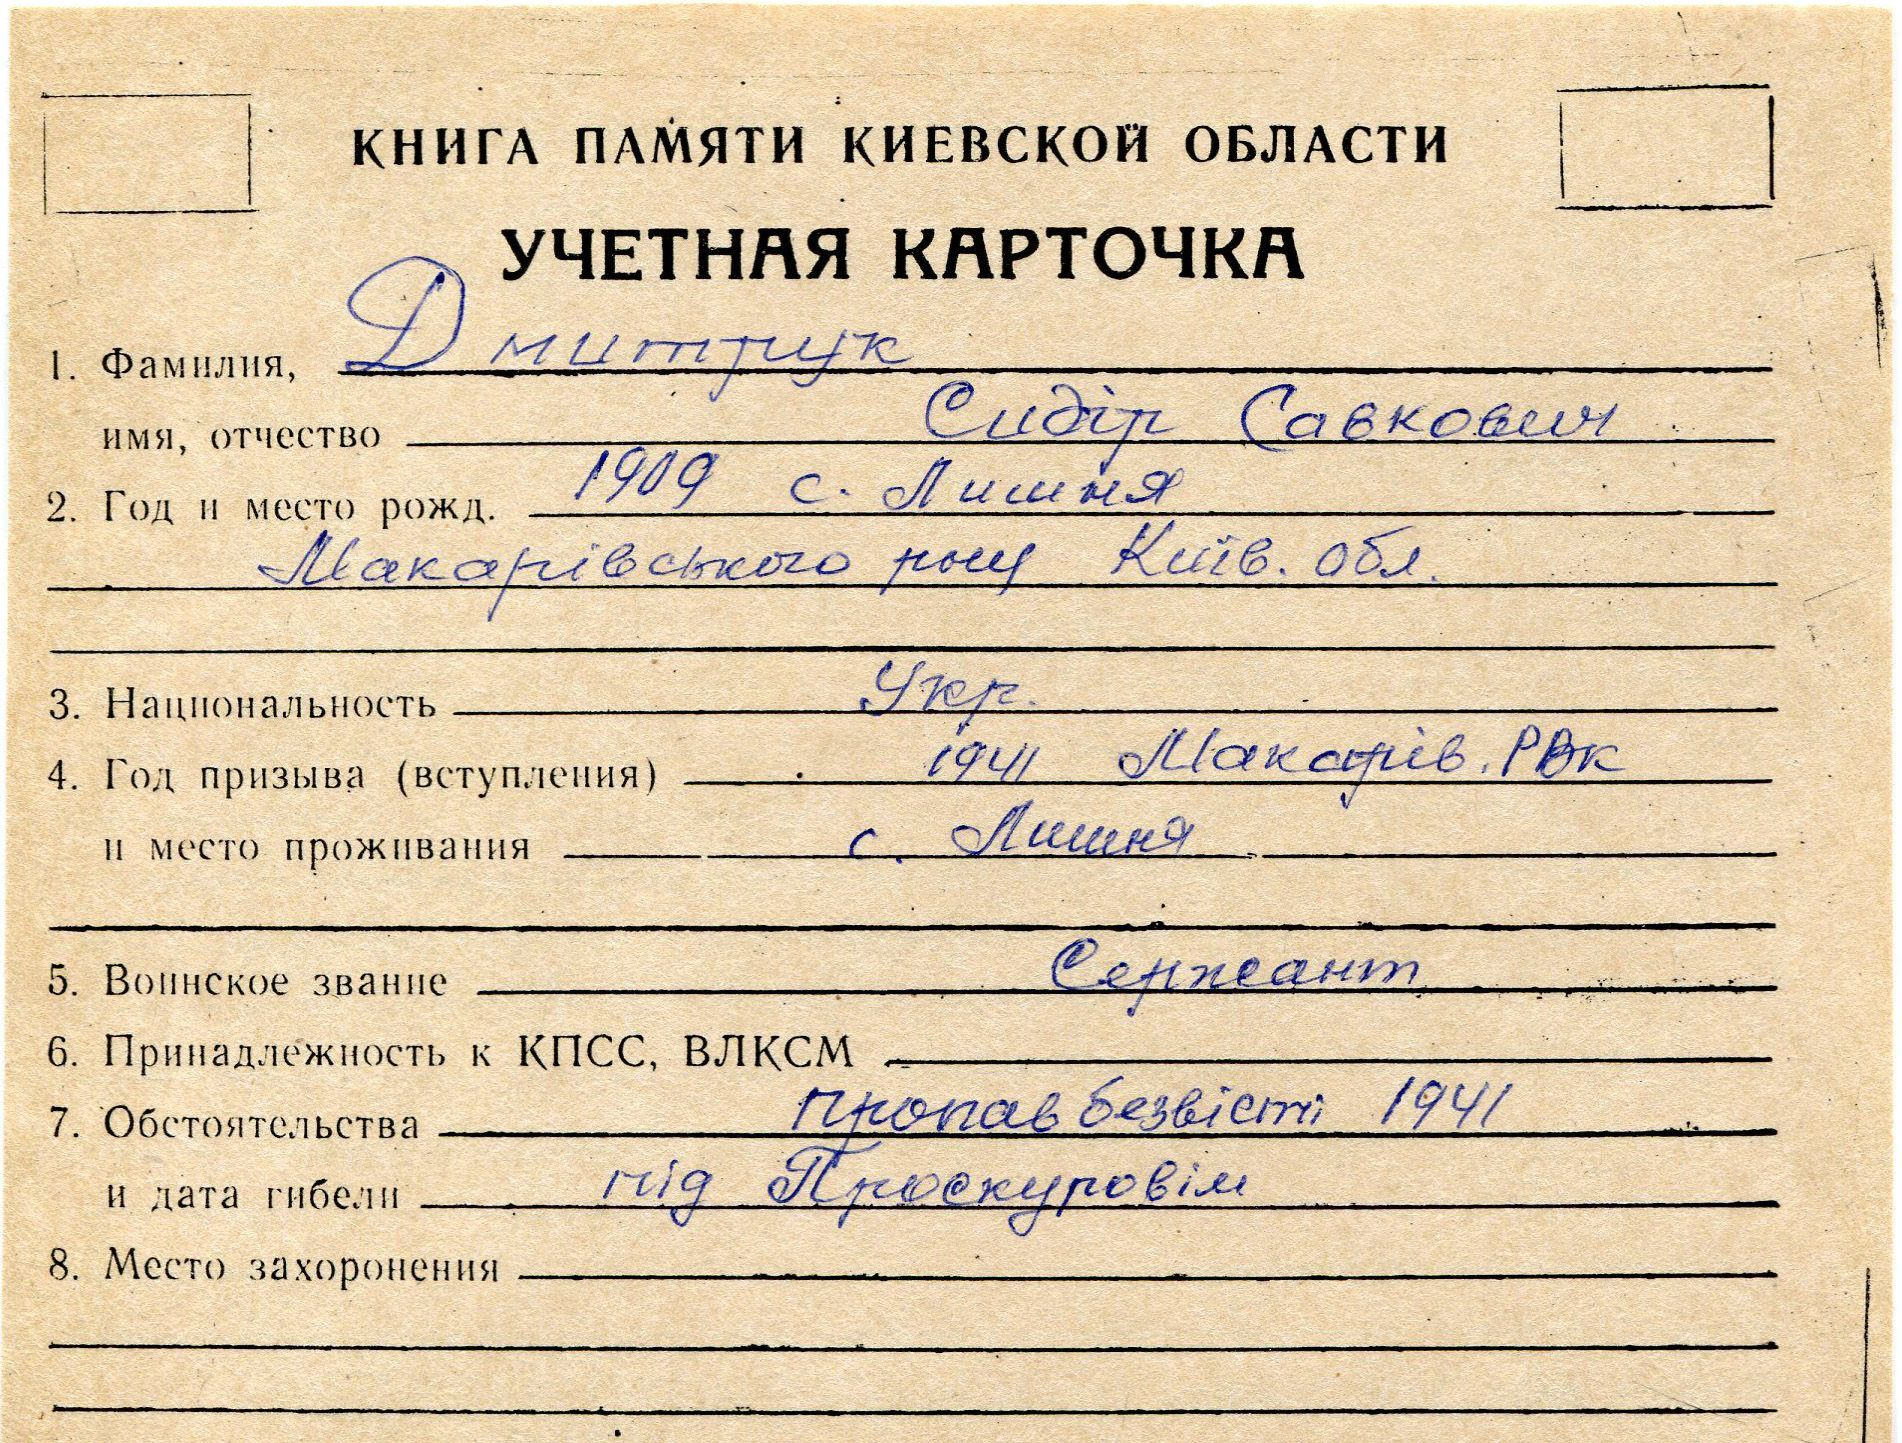 КНИГА ПАМЯТИ КИЕВСКОЙ ОБЛАСТИ
УЧЕТНАЯ КАРТОЧКА
1. Фамилия, Дмитрук
имя, отчество Сидір Савкович
2. Год и место рожд. 1909 с. Лишня
Макарівського р-ну Київ. обл.
3. Национальность Укр.
4. Год призыва (вступления) 1941 Макарів. РВК
и место проживания с. Лишня
5. Воинское звание Сержант
6. Принадлежность к КПСС, ВЛКСМ
7. Обстоятельства пропав безвісті 1941
и дата гибели під Проскуровім
8. Место захоронения